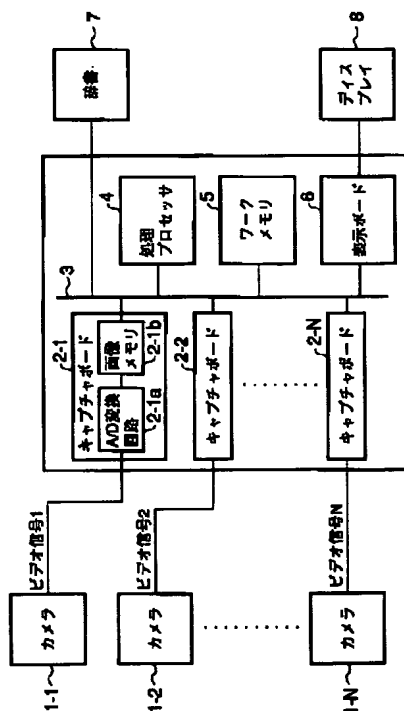 1-1
カメラ
ビデオ信号1
1-2
カメラ
ビデオ信号2
1-N
カメラ
ビデオ信号N
2-1
キャプチャボード
A/D変換
回路
2-1a
画像
メモリ
2-1b
2-2
キャプチャボード
2-N
キャプチャボード
3
4
処理
プロセッサ
5
ワーク
メモリ
6
表示ボード
7
辞書
8
ディス
プレイ